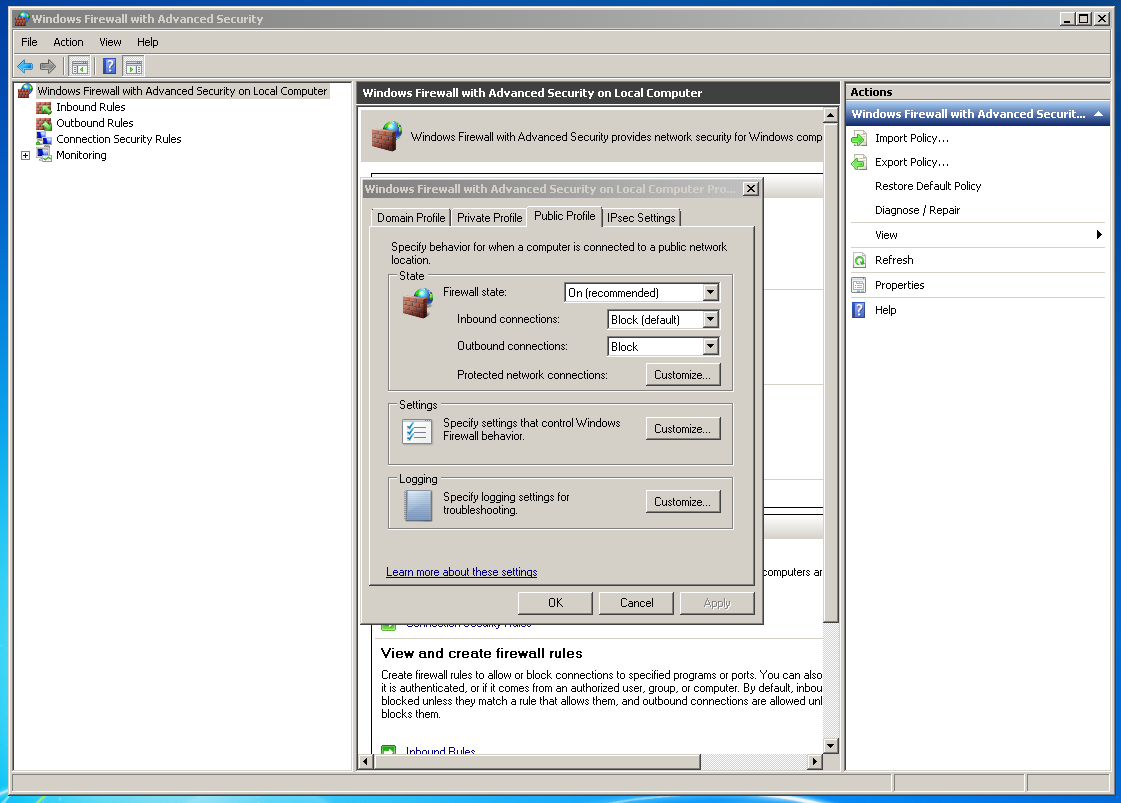 Windows Firewall with Advanced Security
File Action View Help
Windows Firewall with Advanced Security on Local Computer
Inbound Rules
Outbound Rules
Connection Security Rules
Monitoring
Windows Firewall with Advanced Security on Local Computer
Windows Firewall with Advanced Security provides network security for Windows comp
Windows Firewall with Advanced Security on Local Computer Pro...
Domain Profile Private Profile Public Profile IPsec Settings
Specify behavior for when a computer is connected to a public network
location.
State
Firewall state: On (recommended)
Inbound connections: Block (default)
Outbound connections: Block
Protected network connections: Customize...
Settings
Specify settings that control Windows
Firewall behavior.
Customize...
Logging
Specify logging settings for
troubleshooting.
Customize...
Learn more about these settings
OK Cancel Apply
computers ar
Connection Security Rules
View and create firewall rules
Create firewall rules to allow or block connections to specified programs or ports. You can also
it is authenticated, or if it comes from an authorized user, group, or computer. By default, inbou
blocked unless they match a rule that allows them, and outbound connections are allowed unl
blocks them.
Inbound Rules
Actions
Windows Firewall with Advanced Securit...
Import Policy...
Export Policy...
Restore Default Policy
Diagnose / Repair
View
Refresh
Properties
Help